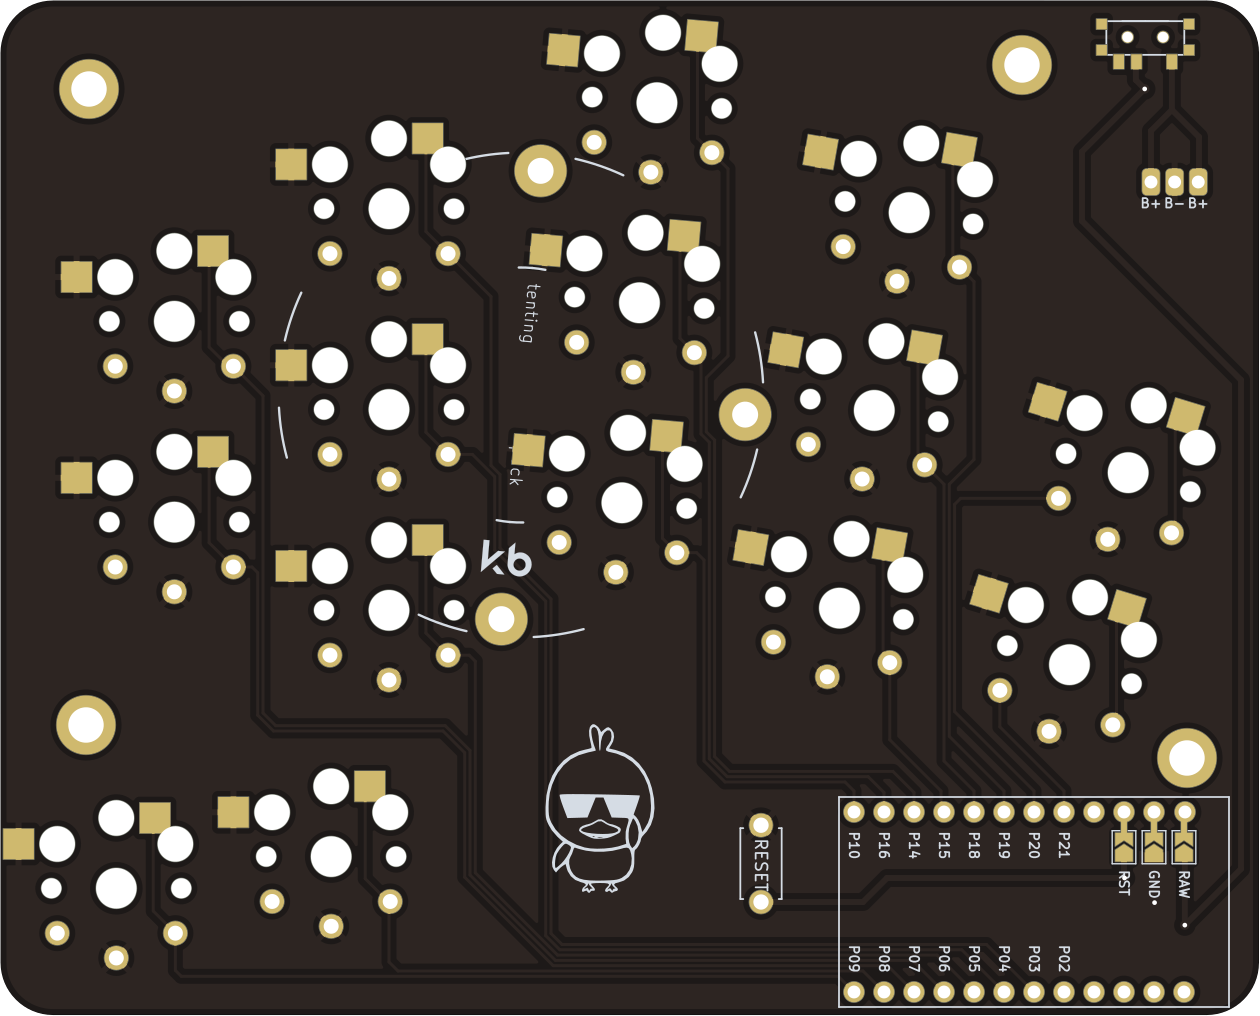 B+ B- B+
tenting
ck
kb
RESET
P10 P16 P14 P15 P18 P19 P20 P21 RST GND RAW
P09 P08 P07 P06 P05 P04 P03 P02